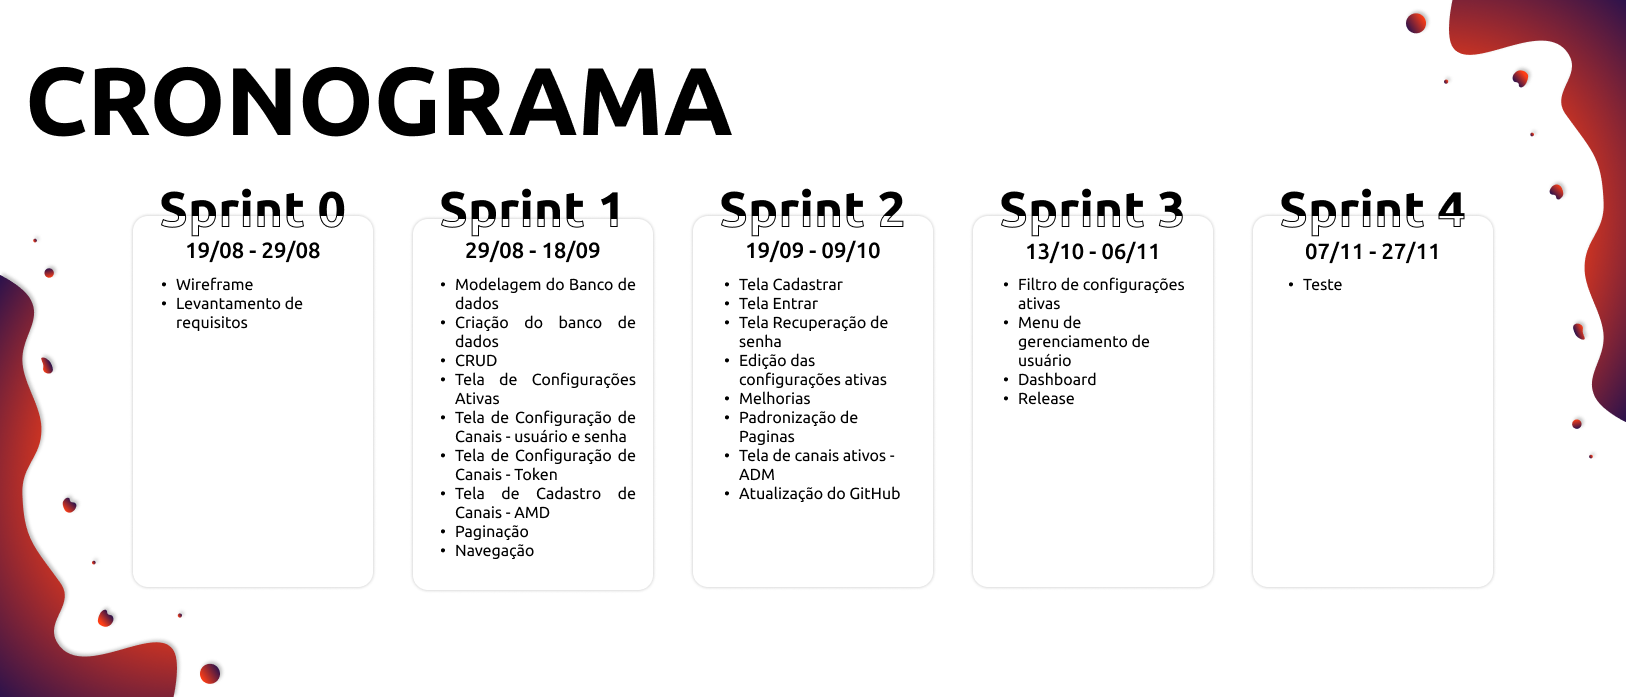 CRONOGRAMA
Sprint 0
19/08 - 29/08
• Wireframe
• Levantamento de
requisitos
Sprint 1
29/08 - 18/09
• Modelagem do Banco de
dados
• Criação do banco de
dados
• CRUD
• Tela de Configurações
Ativas
• Tela de Configuração de
Canais - usuário e senha
• Tela de Configuração de
Canais - Token
• Tela de Cadastro de
Canais - AMD
• Paginação
• Navegação
Sprint 2
19/09 - 09/10
• Tela Cadastrar
• Tela Entrar
• Tela Recuperação de
senha
• Edição das
configurações ativas
• Melhorias
• Padronização de
Paginas
• Tela de canais ativos -
ADM
• Atualização do GitHub
Sprint 3
13/10 - 06/11
• Filtro de configurações
ativas
• Menu de
gerenciamento de
usuário
• Dashboard
• Release
Sprint 4
07/11 - 27/11
• Teste